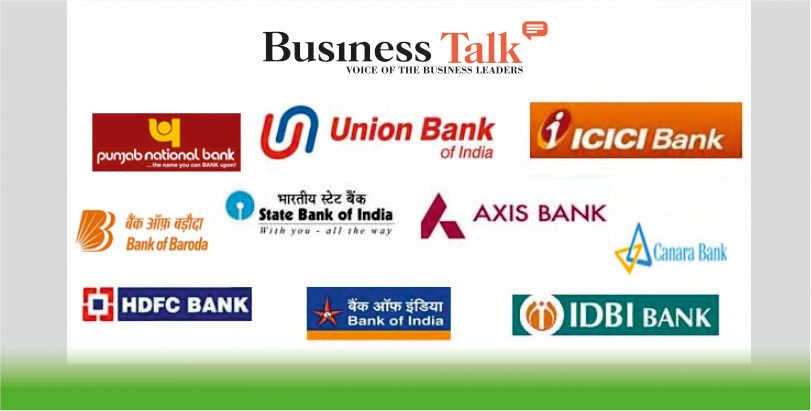 Business Talk
VOICE OF THE BUSINESS LEADERS
punjab national bank
...the name you can BANK upon!
Union Bank
of India
ICICI Bank
बैंक ऑफ़ बड़ौदा
Bank of Baroda
भारतीय स्टेट बैंक
State Bank of India
With you - all the way
AXIS BANK
Canara Bank
HDFC BANK
बैंक ऑफ इंडिया
Bank of India
IDBI BANK